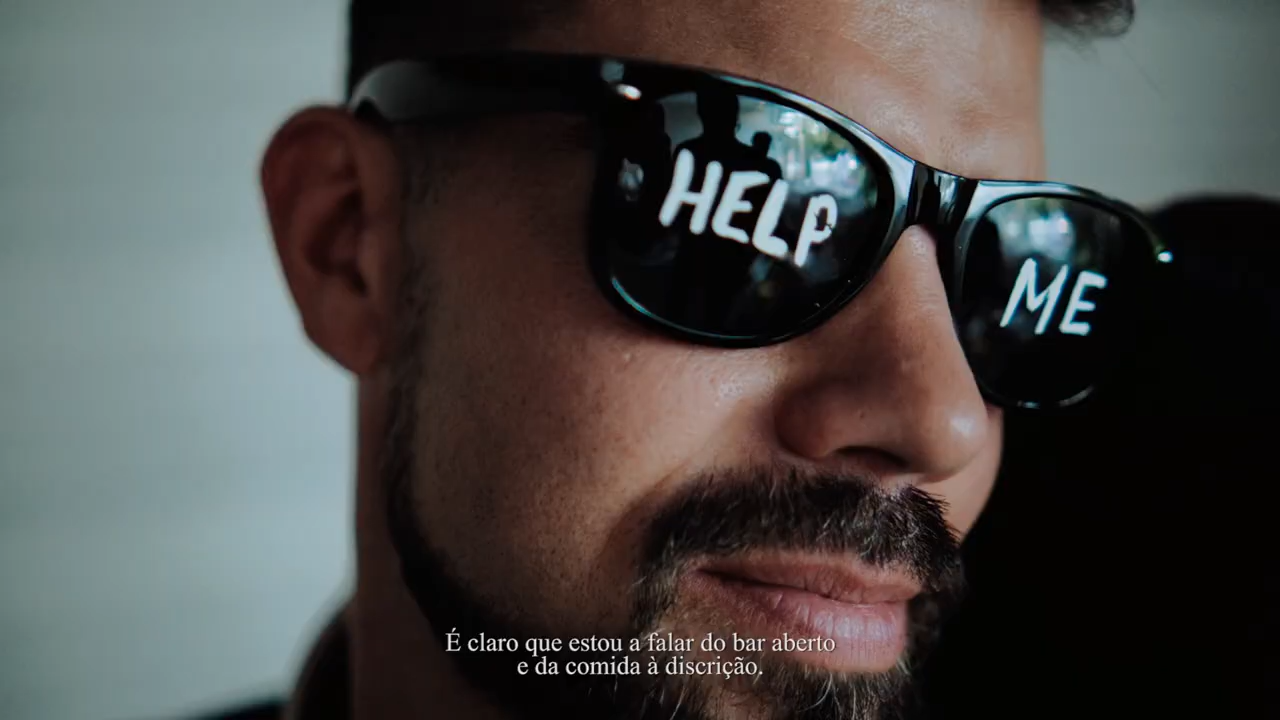 HELP ME
É claro que estou a falar do bar aberto
e da comida à discrição.